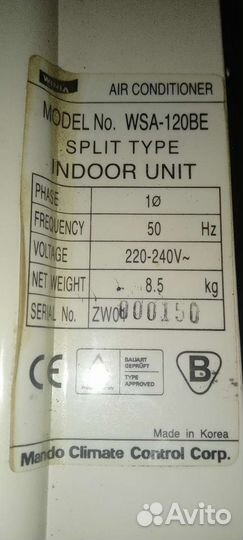 WINIA AIR CONDITIONER
MODEL No. WSA-120BE
SPLIT TYPE
INDOOR UNIT
PHASE 1Ø
FREQUENCY 50 Hz
VOLTAGE 220-240V~
NET WEIGHT 8.5 kg
SERIAL No. ZW01 000150
CE
BAUART
GEPRÜFT
TYPE
APPROVED
B
Made in Korea
Mando Climate Control Corp.
Avito